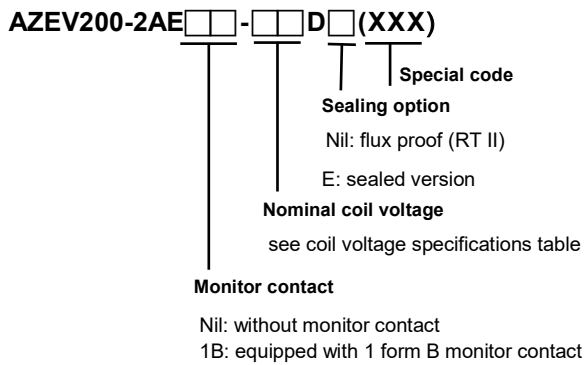 AZEV200-2AE□□-□□D□(XXX)
Special code
Sealing option
Nil: flux proof (RT II)
E: sealed version
Nominal coil voltage
see coil voltage specifications table
Monitor contact
Nil: without monitor contact
1B: equipped with 1 form B monitor contact